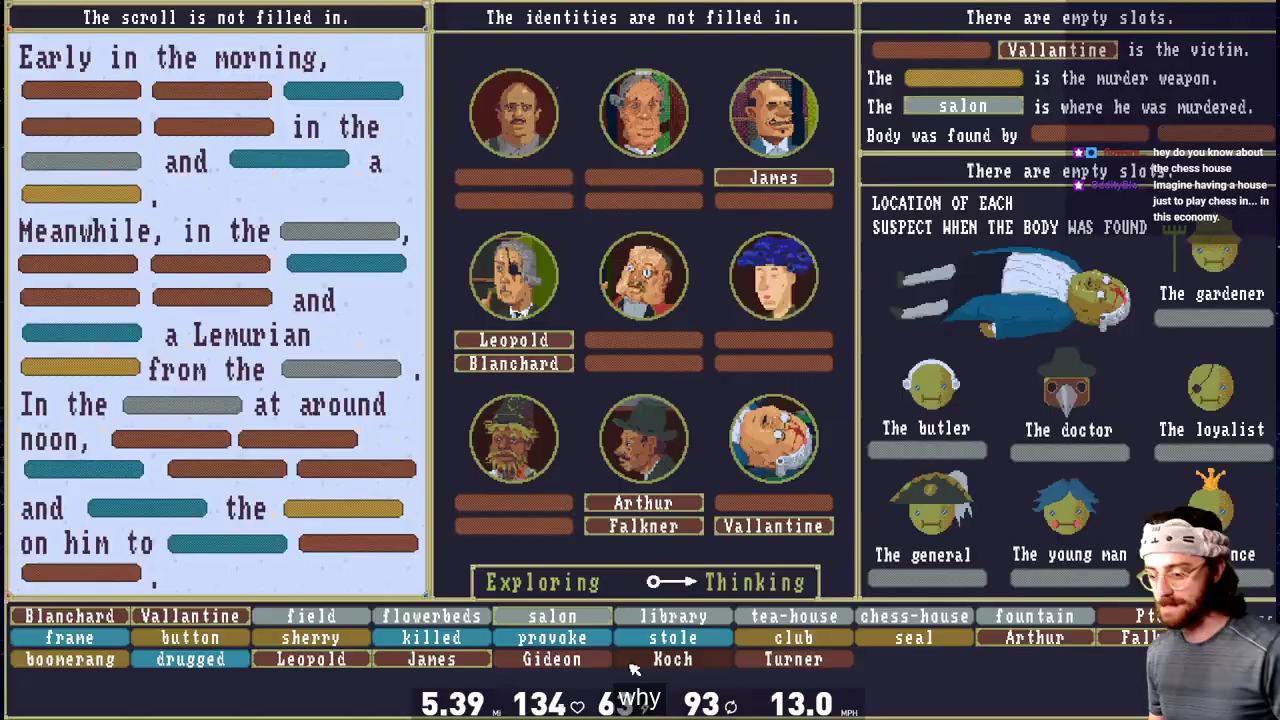 The scroll is not filled in.
Early in the morning,
in the
and a
.
Meanwhile, in the ,
and
a Lemurian
from the .
In the at around
noon,
and the
on him to
.
The identities are not filled in.
James
Leopold
Blanchard
Arthur
Falkner
Vallantine
Exploring Thinking
There are empty slots.
Vallantine is the victim.
The is the murder weapon.
The salon is where he was murdered.
Body was found by
There are empty slots.
hey do you know about
the chess house
Imagine having a house
just to play chess in... in
this economy.
LOCATION OF EACH
SUSPECT WHEN THE BODY WAS FOUND
The gardener
The butler
The doctor
The loyalist
The general
The young man
Blanchard Vallantine field flowerbeds salon library tea-house chess-house fountain
frame button sherry killed provoke stole club seal Arthur
boomerang drugged Leopold James Gideon Koch Turner
why
5.39 Mi 134 93 13.0 MPH